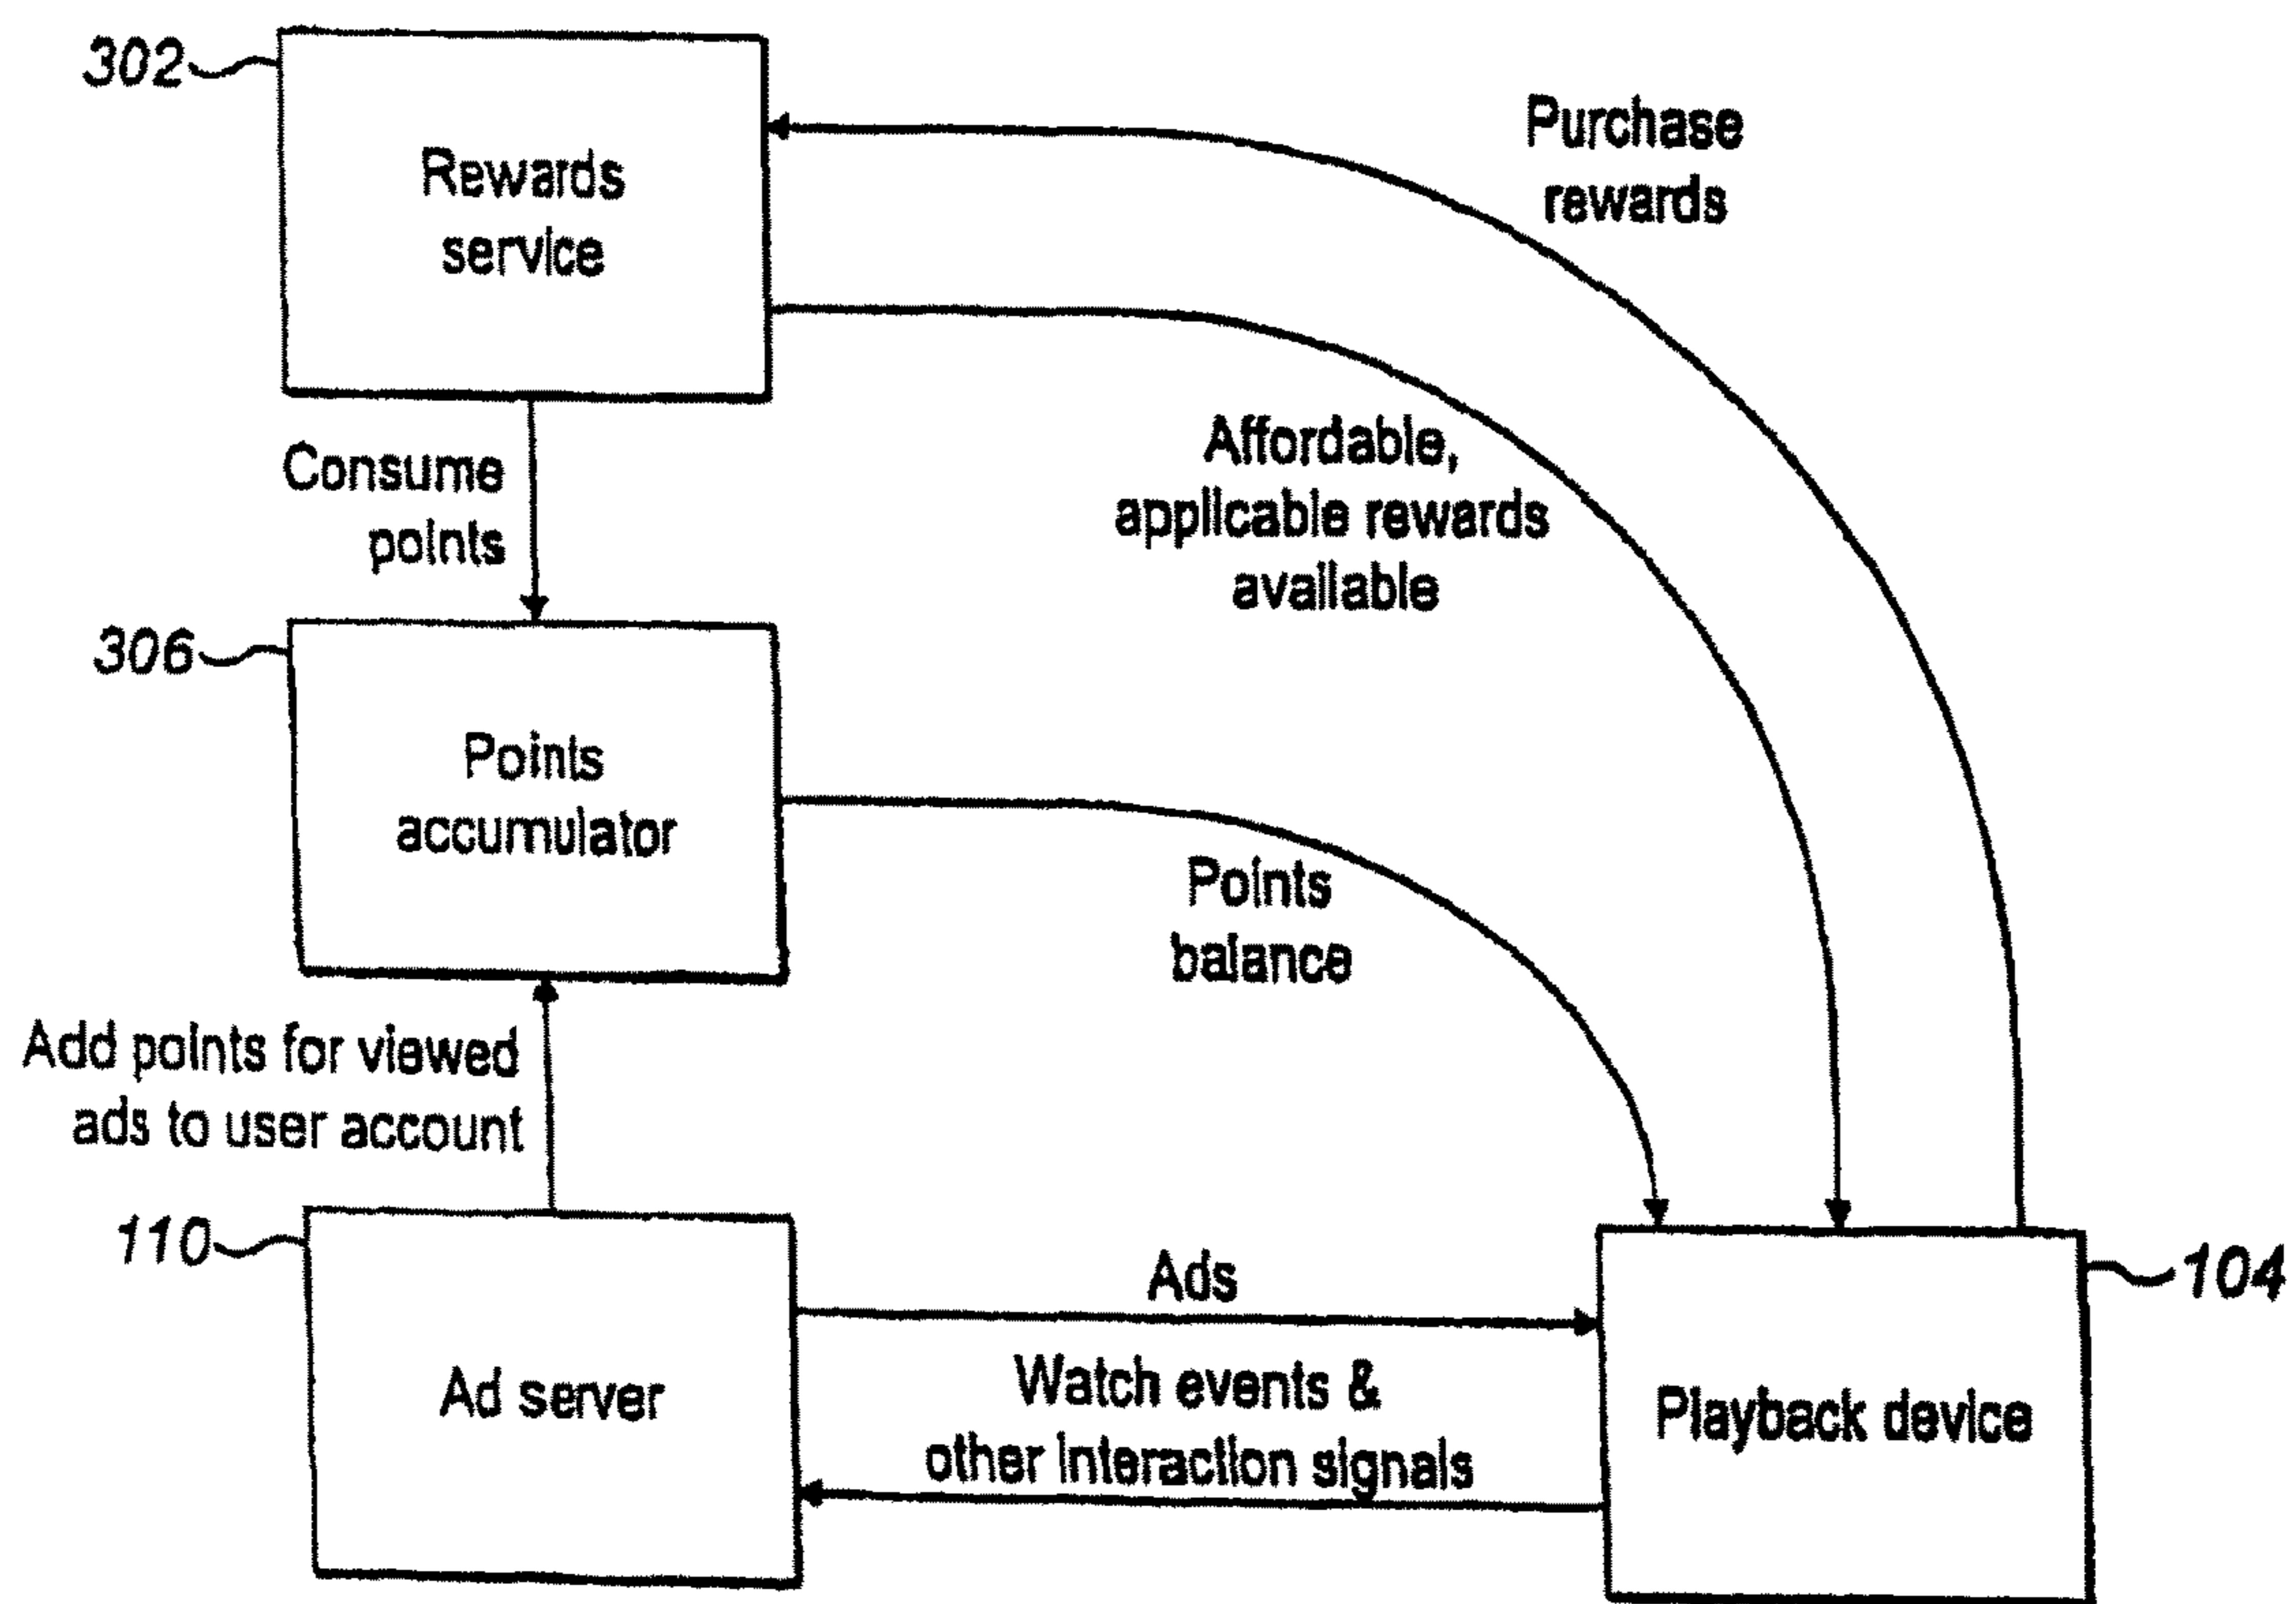 302
Rewards
service
Purchase
rewards
Consume
points
Affordable,
applicable rewards
available
306
Points
accumulator
Points
balance
Add points for viewed
ads to user account
110
Ad server
Ads
Watch events &
other interaction signals
Playback device
104